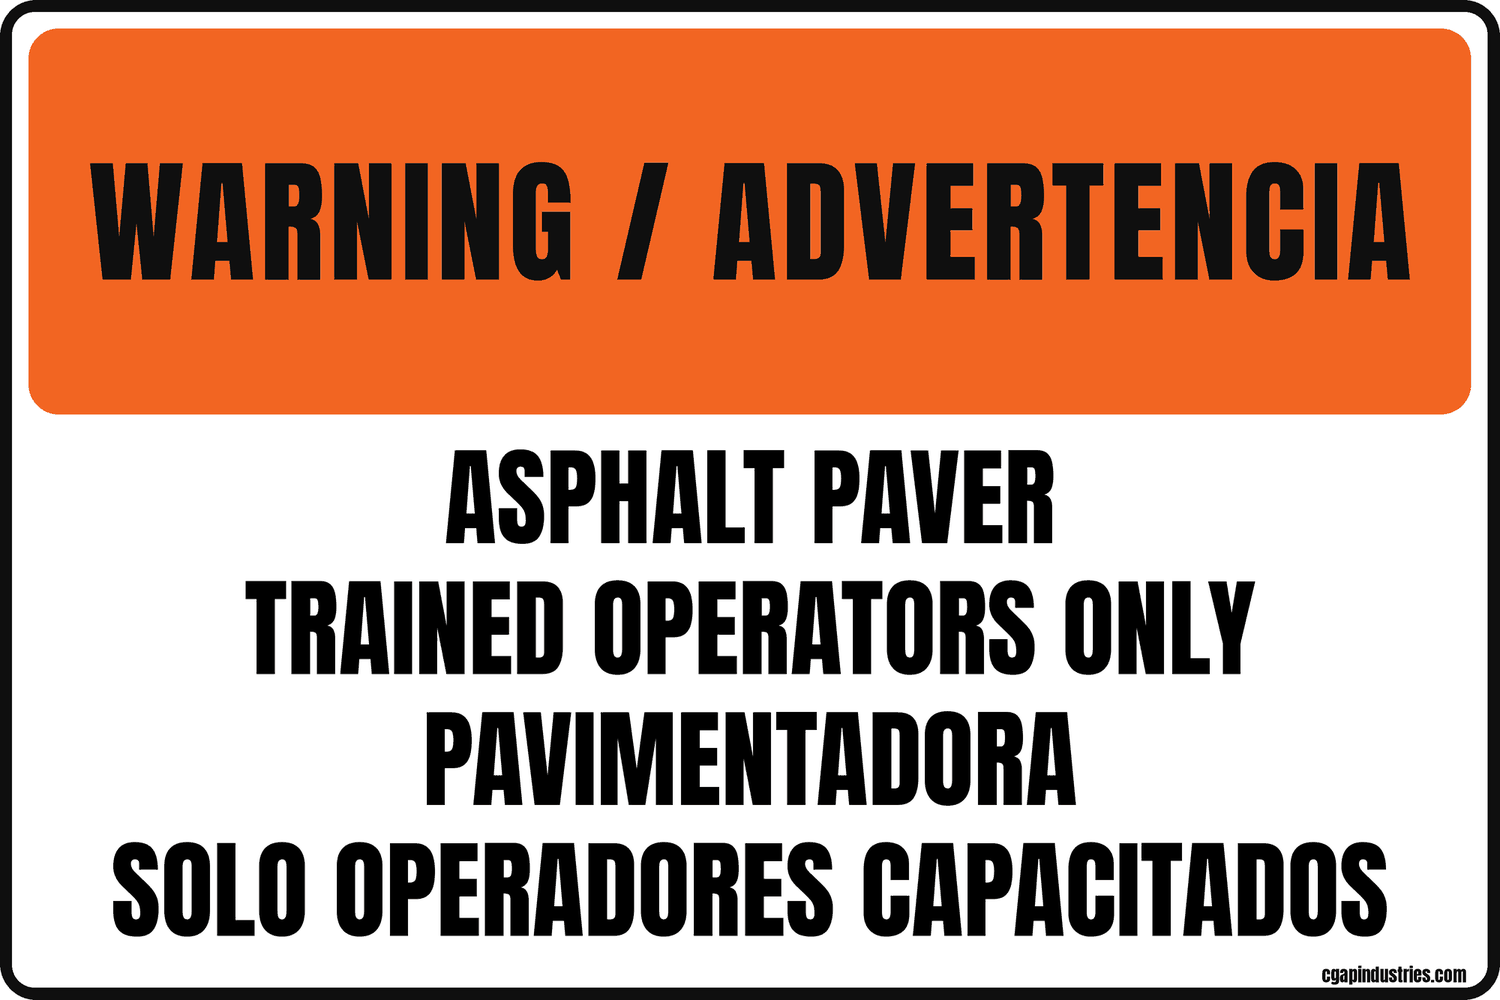 WARNING / ADVERTENCIA
ASPHALT PAVER
TRAINED OPERATORS ONLY
PAVIMENTADORA
SOLO OPERADORES CAPACITADOS
cgapindustries.com